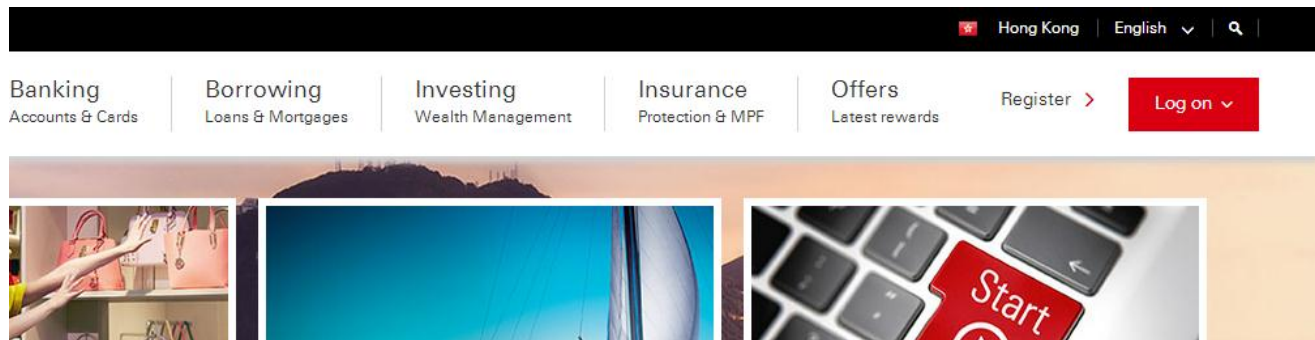 Hong Kong English
Banking Borrowing Investing Insurance Offers Register Log on
Accounts & Cards Loans & Mortgages Wealth Management Protection & MPF Latest rewards
Start